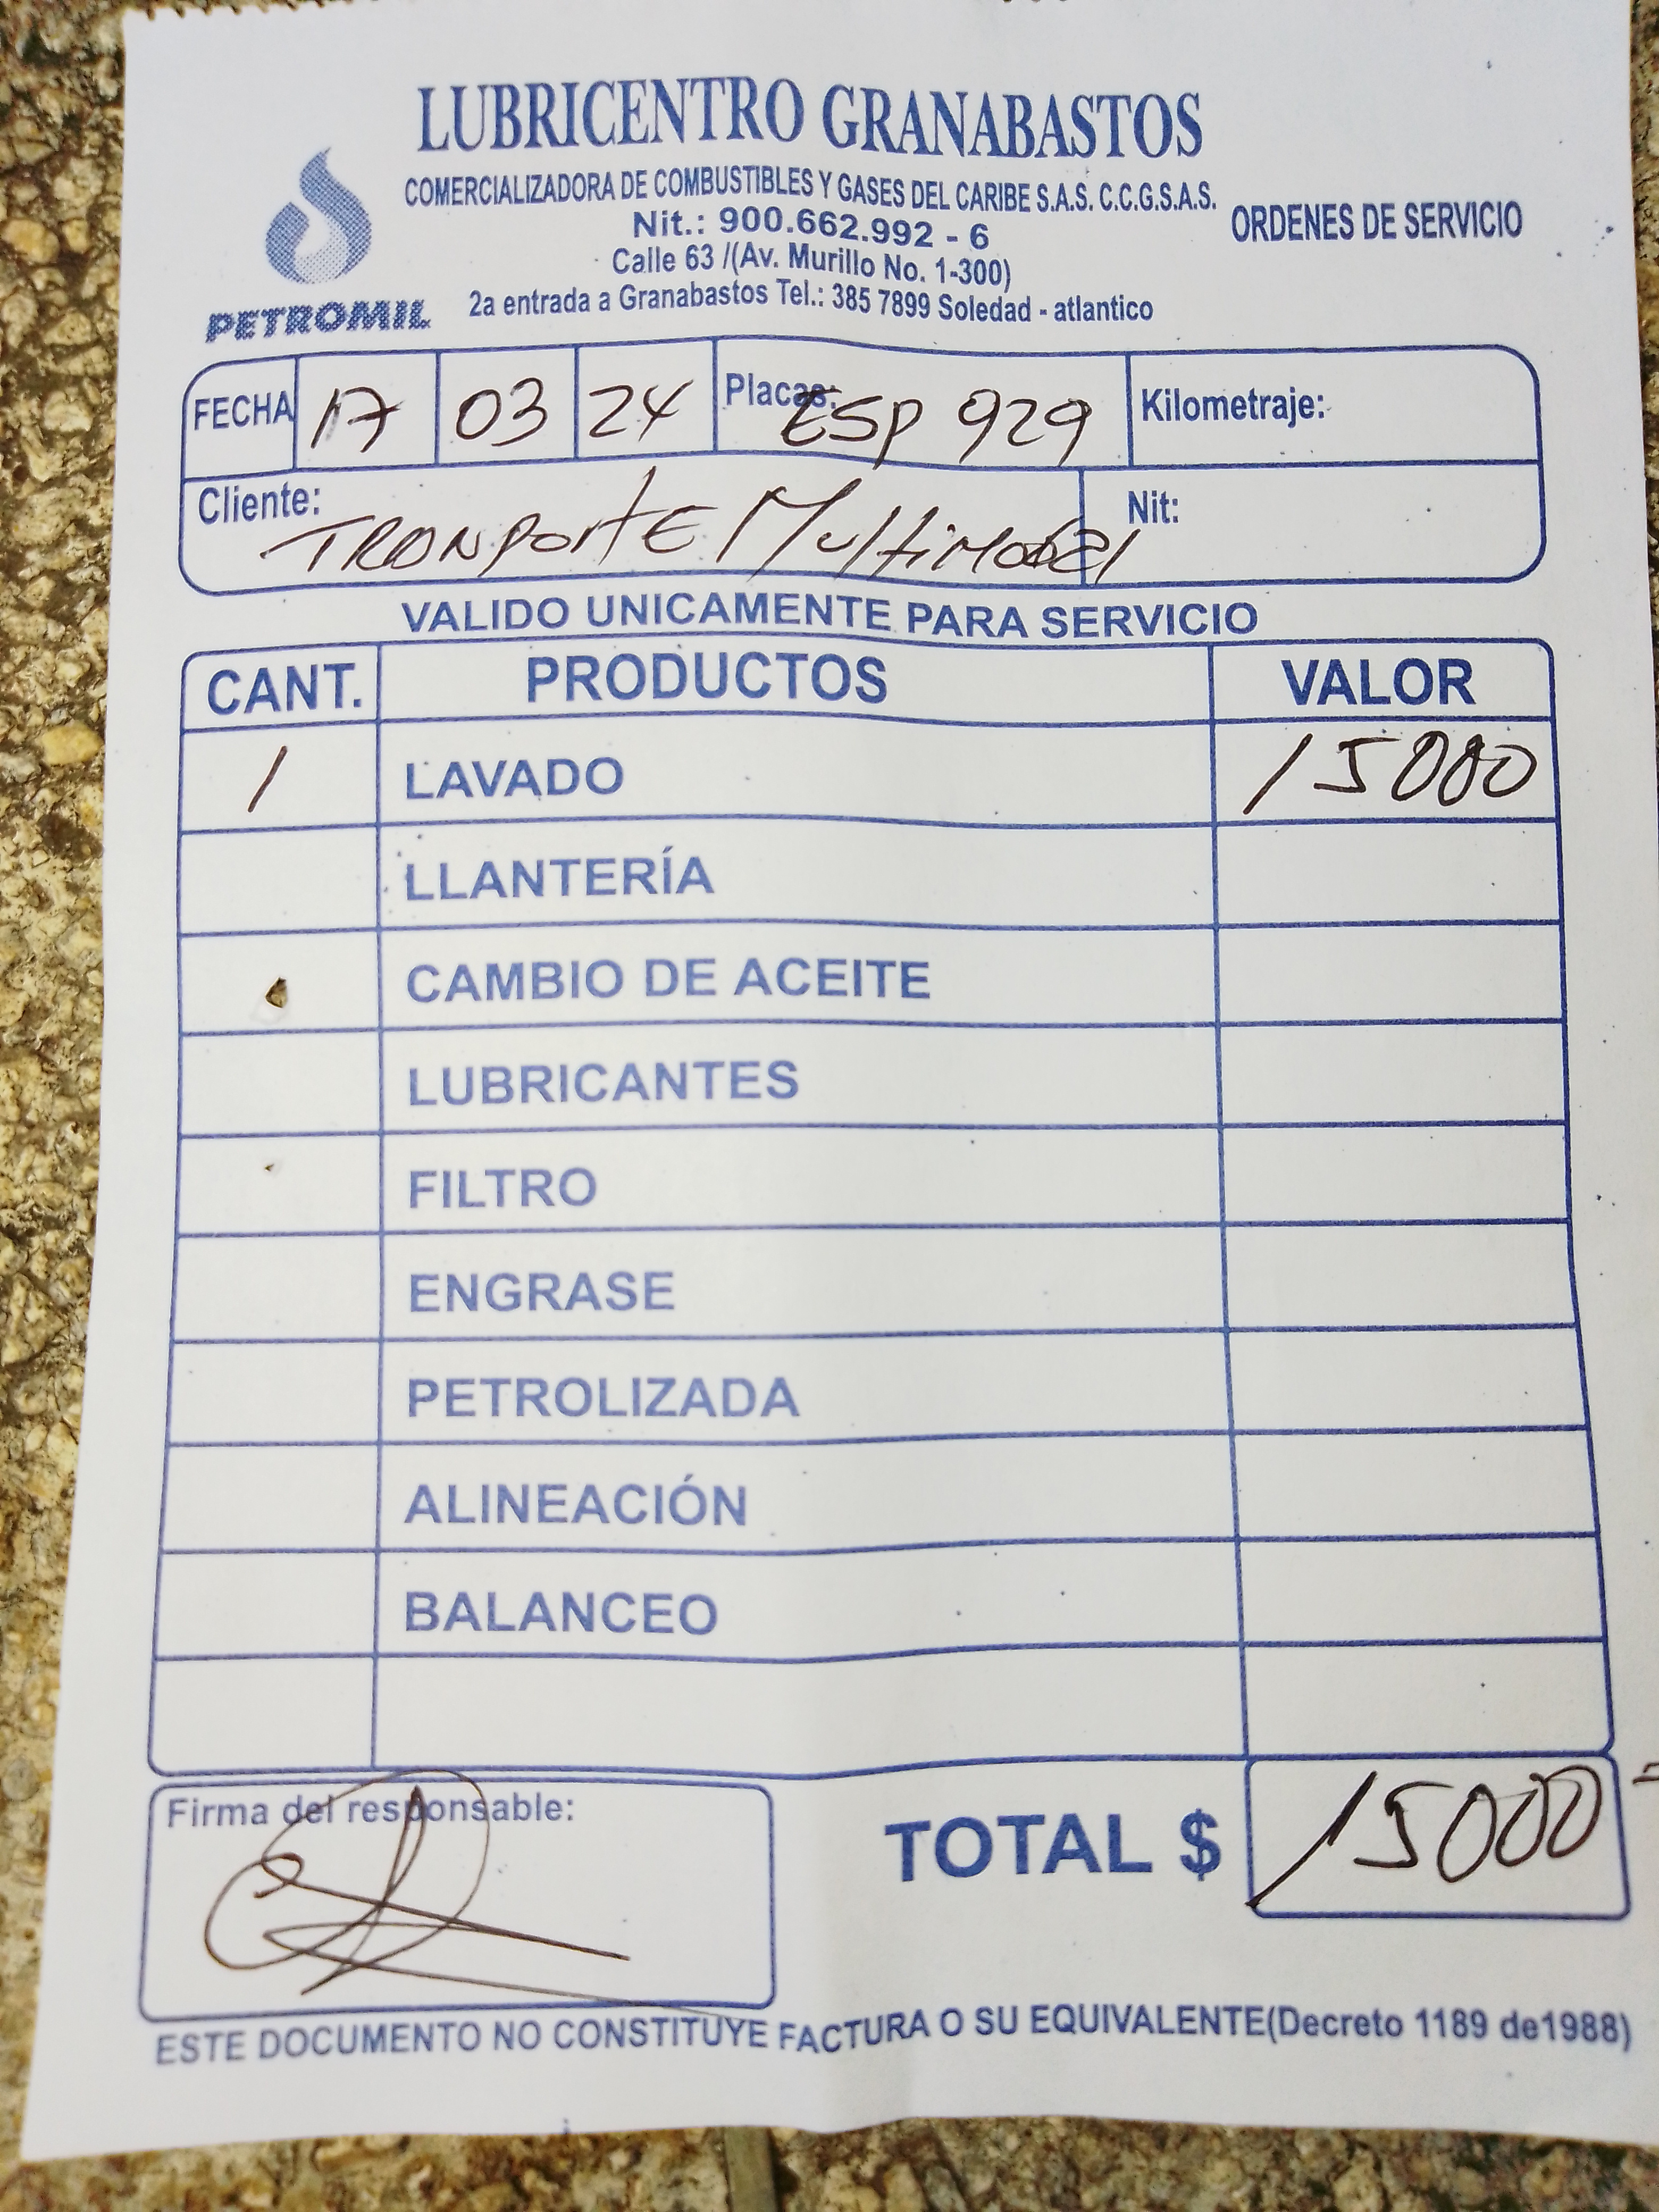 LUBRICENTRO GRANABASTOS
COMERCIALIZADORA DE COMBUSTIBLES Y GASES DEL CARIBE S.A.S. C.C.G.S.A.S.
ORDENES DE SERVICIO
Nit.: 900.662.992 - 6
Calle 63 /(Av. Murillo No. 1-300)
2a entrada a Granabastos Tel.: 385 7899 Soledad - atlantico
PETROMIL
FECHA 17 03 24 Placas: ESP 929 Kilometraje:
Cliente: TRANPORTE Multimodal Nit:
VALIDO UNICAMENTE PARA SERVICIO
CANT. PRODUCTOS VALOR
1 LAVADO 15000
LLANTERÍA
CAMBIO DE ACEITE
LUBRICANTES
FILTRO
ENGRASE
PETROLIZADA
ALINEACIÓN
BALANCEO
Firma del responsable:
TOTAL $ 15000=
ESTE DOCUMENTO NO CONSTITUYE FACTURA O SU EQUIVALENTE(Decreto 1189 de1988)